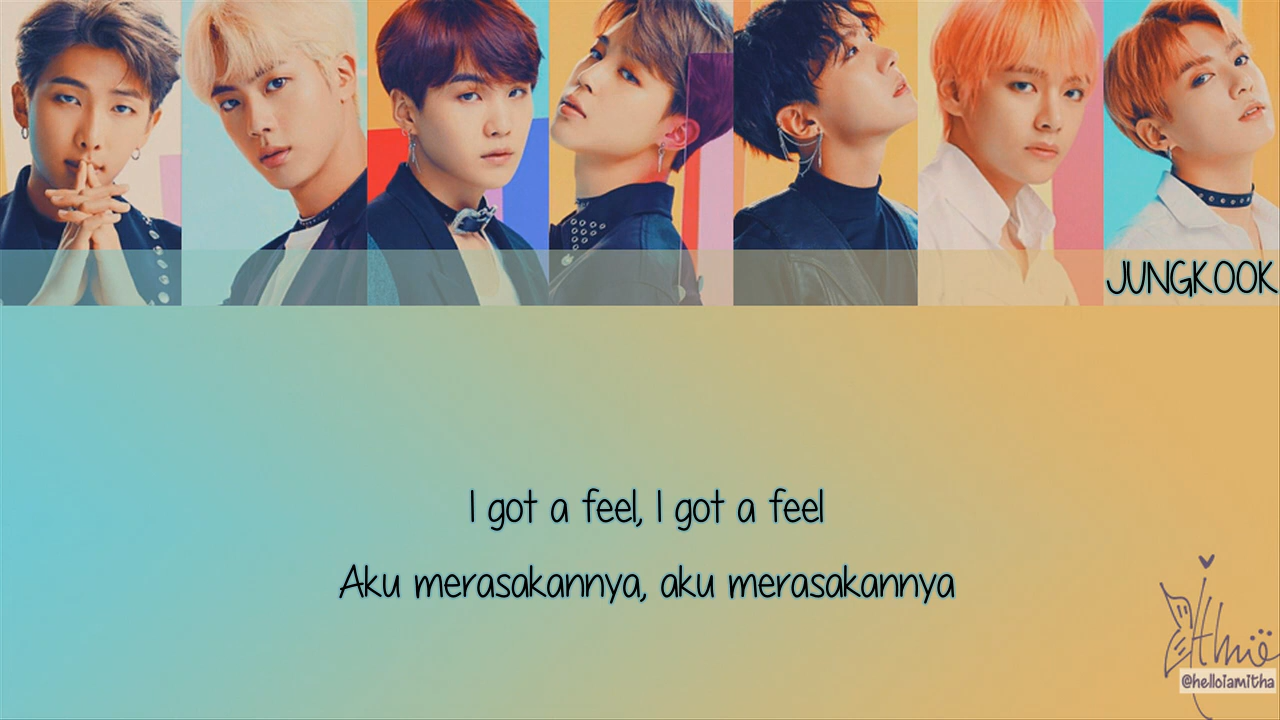 JUNGKOOK
I got a feel, I got a feel
Aku merasakannya, aku merasakannya
@helloiamitha